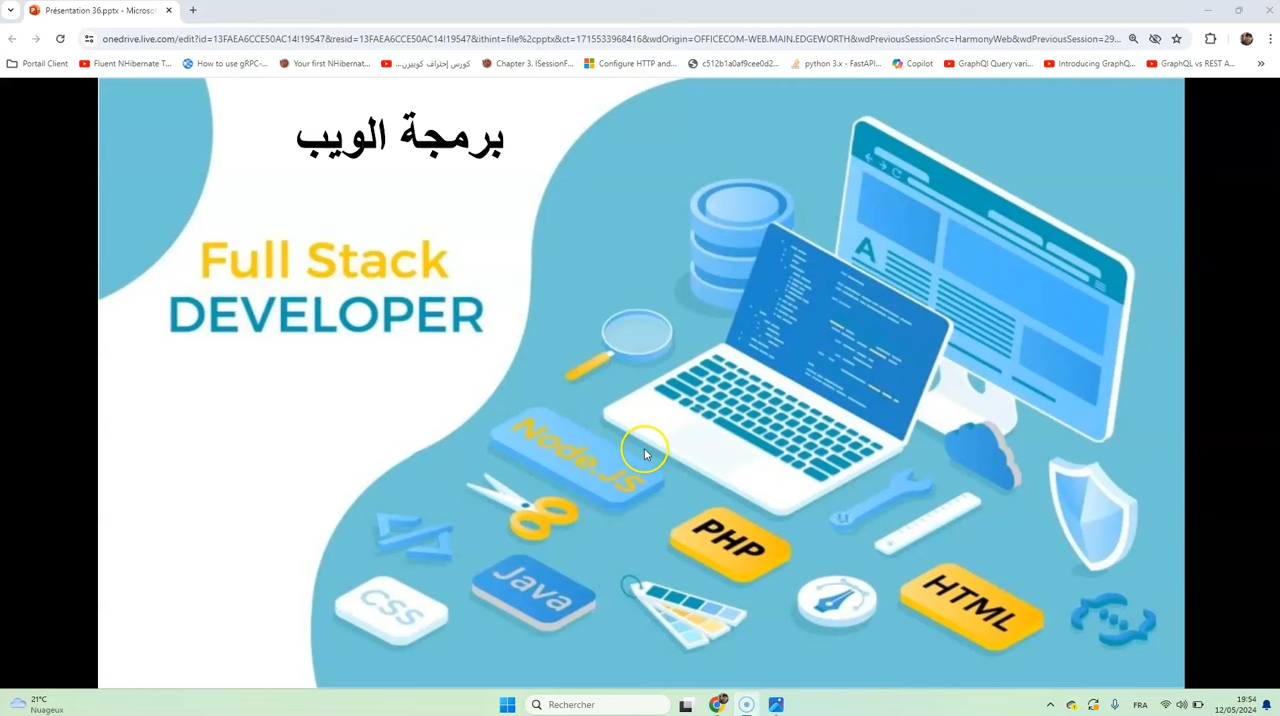 Présentation 36.pptx - Microso
onedrive.live.com/edit?id=13FAEA6CCE50AC14!19547&resid=13FAEA6CCE50AC14!19547&ithint=file%2cpptx&ct=1715533968416&wdOrigin=OFFICECOM-WEB.MAIN.EDGEWORTH&wdPreviousSessionSrc=HarmonyWeb&wdPreviousSession=29...
Portail Client Fluent NHibernate T... How to use gRPC-... Your first NHibernat... كورس إحتراف كويبرن... Chapter 3. ISessionF... Configure HTTP and... c512b1a0af9cee0d2... python 3.x - FastAPI... Copilot GraphQl Query vari... Introducing GraphQ... GraphQL vs REST A...
برمجة الويب
Full Stack
DEVELOPER
A
Node.JS
PHP
Java
CSS
HTML
21°C
Nuageux
Rechercher
FRA
19:54
12/05/2024